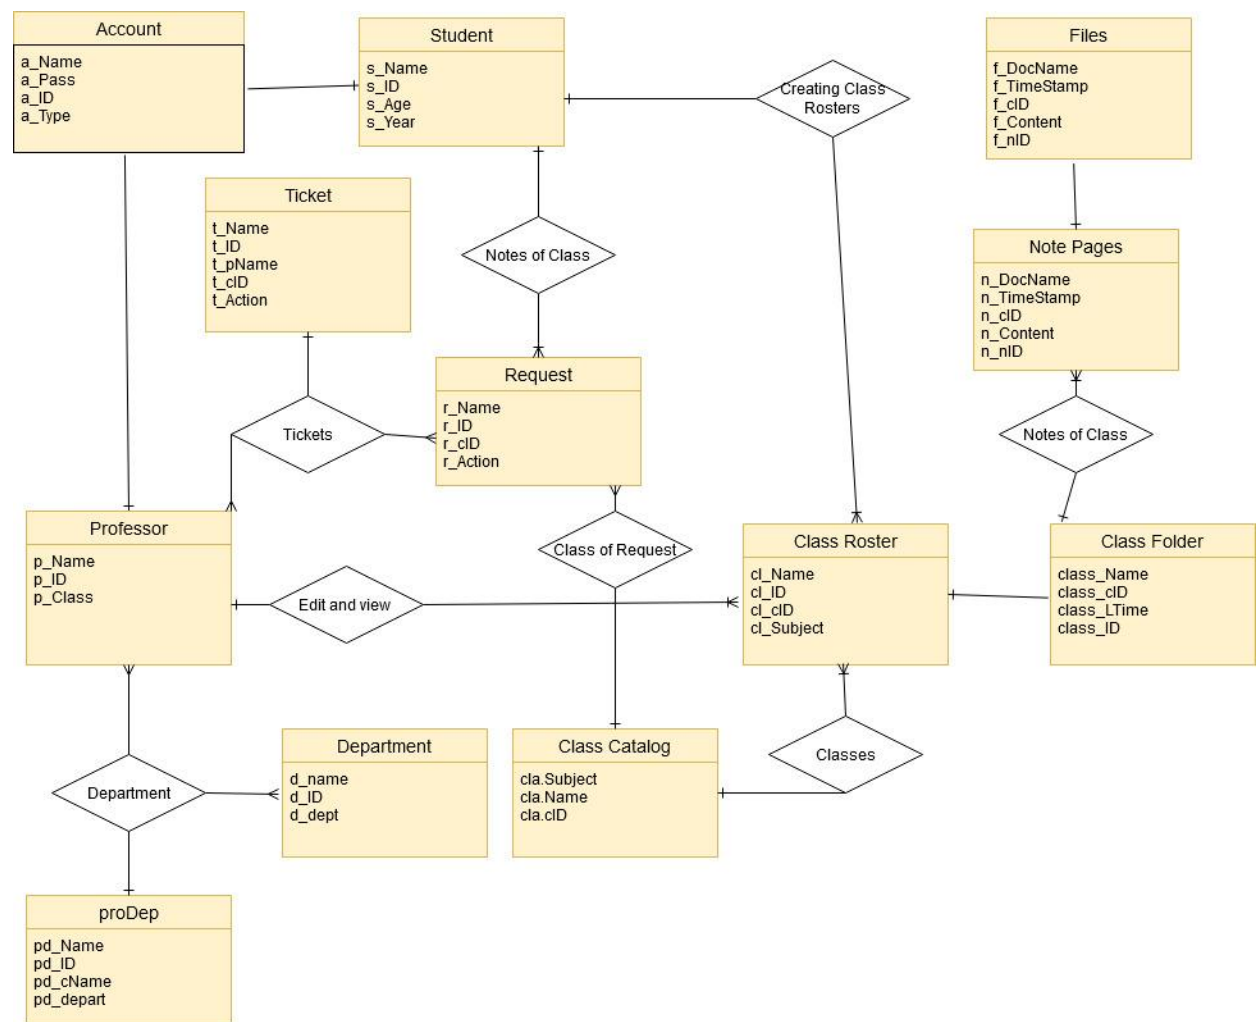 Account
a_Name
a_Pass
a_ID
a_Type
Student
s_Name
s_ID
s_Age
s_Year
Creating Class
Rosters
Files
f_DocName
f_TimeStamp
f_cID
f_Content
f_nID
Ticket
t_Name
t_ID
t_pName
t_cID
t_Action
Notes of Class
Note Pages
n_DocName
n_TimeStamp
n_cID
n_Content
n_nID
Request
r_Name
r_ID
r_cID
r_Action
Tickets
Notes of Class
Professor
p_Name
p_ID
p_Class
Class of Request
Class Roster
cl_Name
cl_ID
cl_cID
cl_Subject
Class Folder
class_Name
class_cID
class_LTime
class_ID
Edit and view
Department
d_name
d_ID
d_dept
Class Catalog
cla.Subject
cla.Name
cla.cID
Classes
Department
proDep
pd_Name
pd_ID
pd_cName
pd_depart